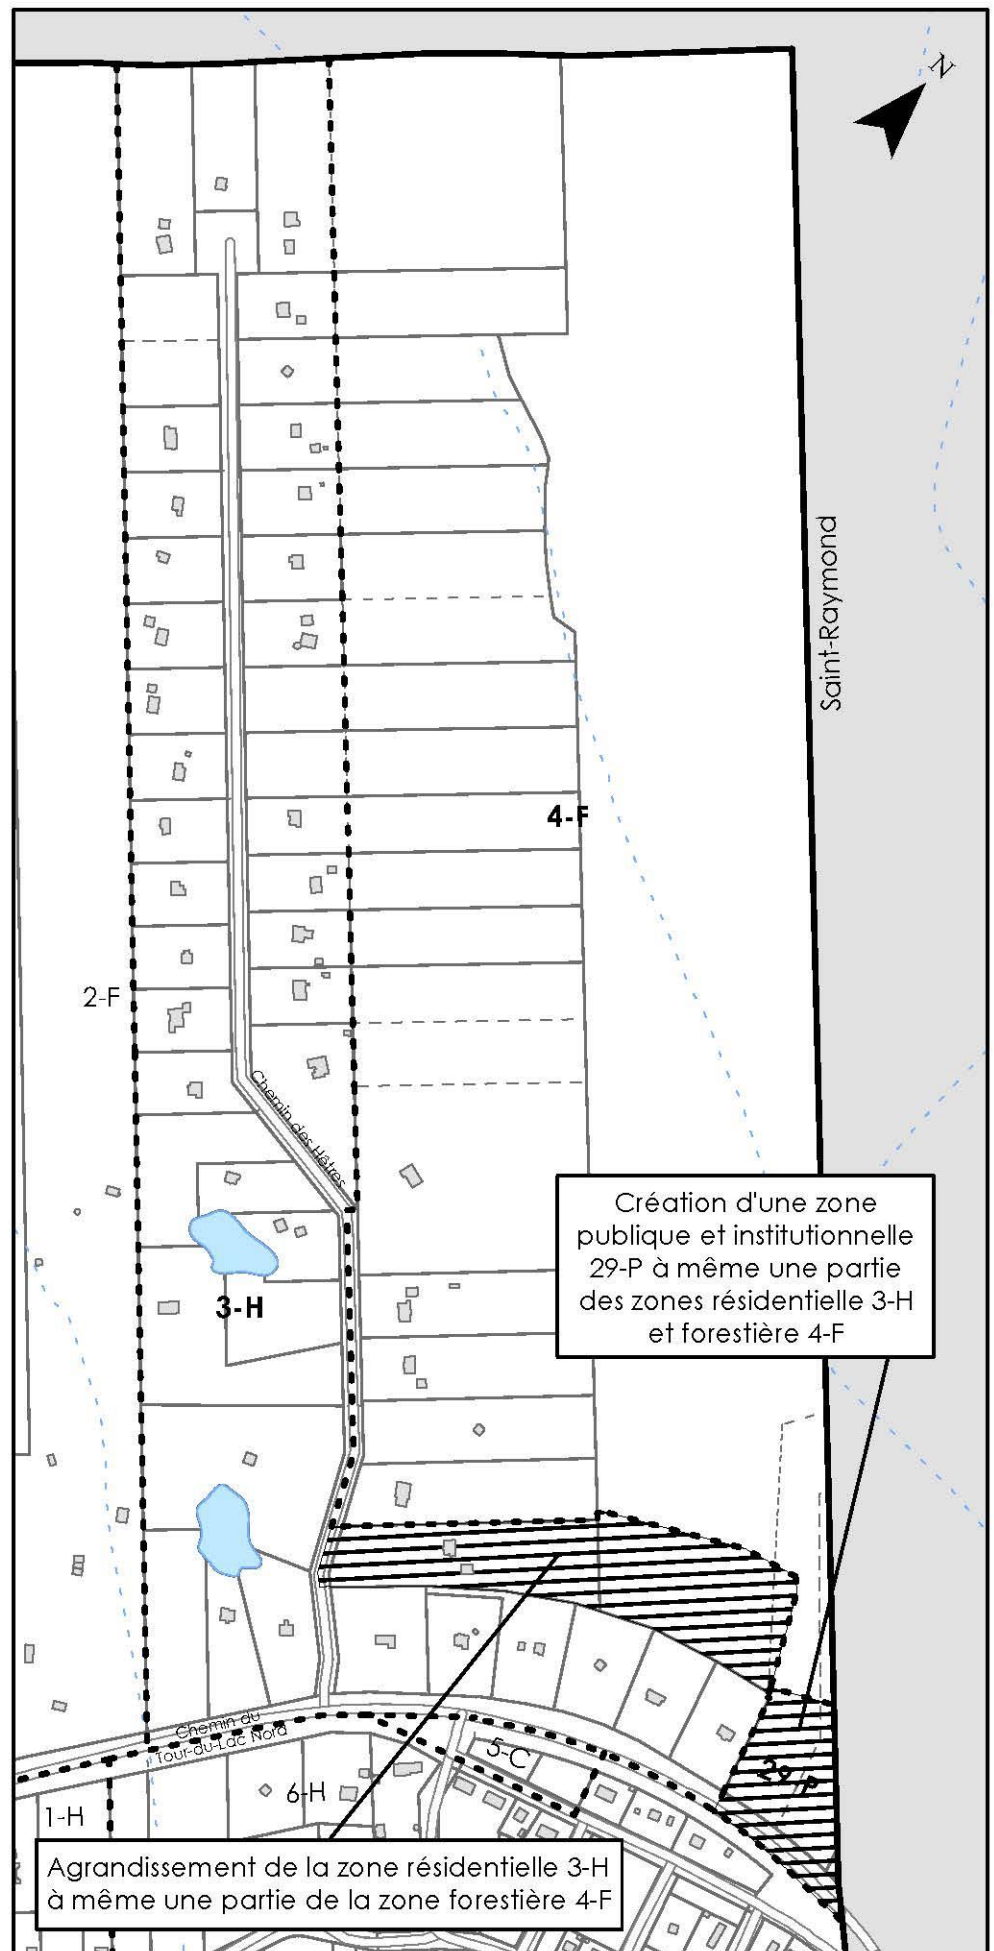 N
Saint-Raymond
4-F
2-F
Chemin des Hêtres
Création d'une zone
publique et institutionnelle
29-P à même une partie
des zones résidentielle 3-H
et forestière 4-F
3-H
Chemin du
Tour-du-Lac Nord
5-C
29-P
6-H
1-H
Agrandissement de la zone résidentielle 3-H
à même une partie de la zone forestière 4-F